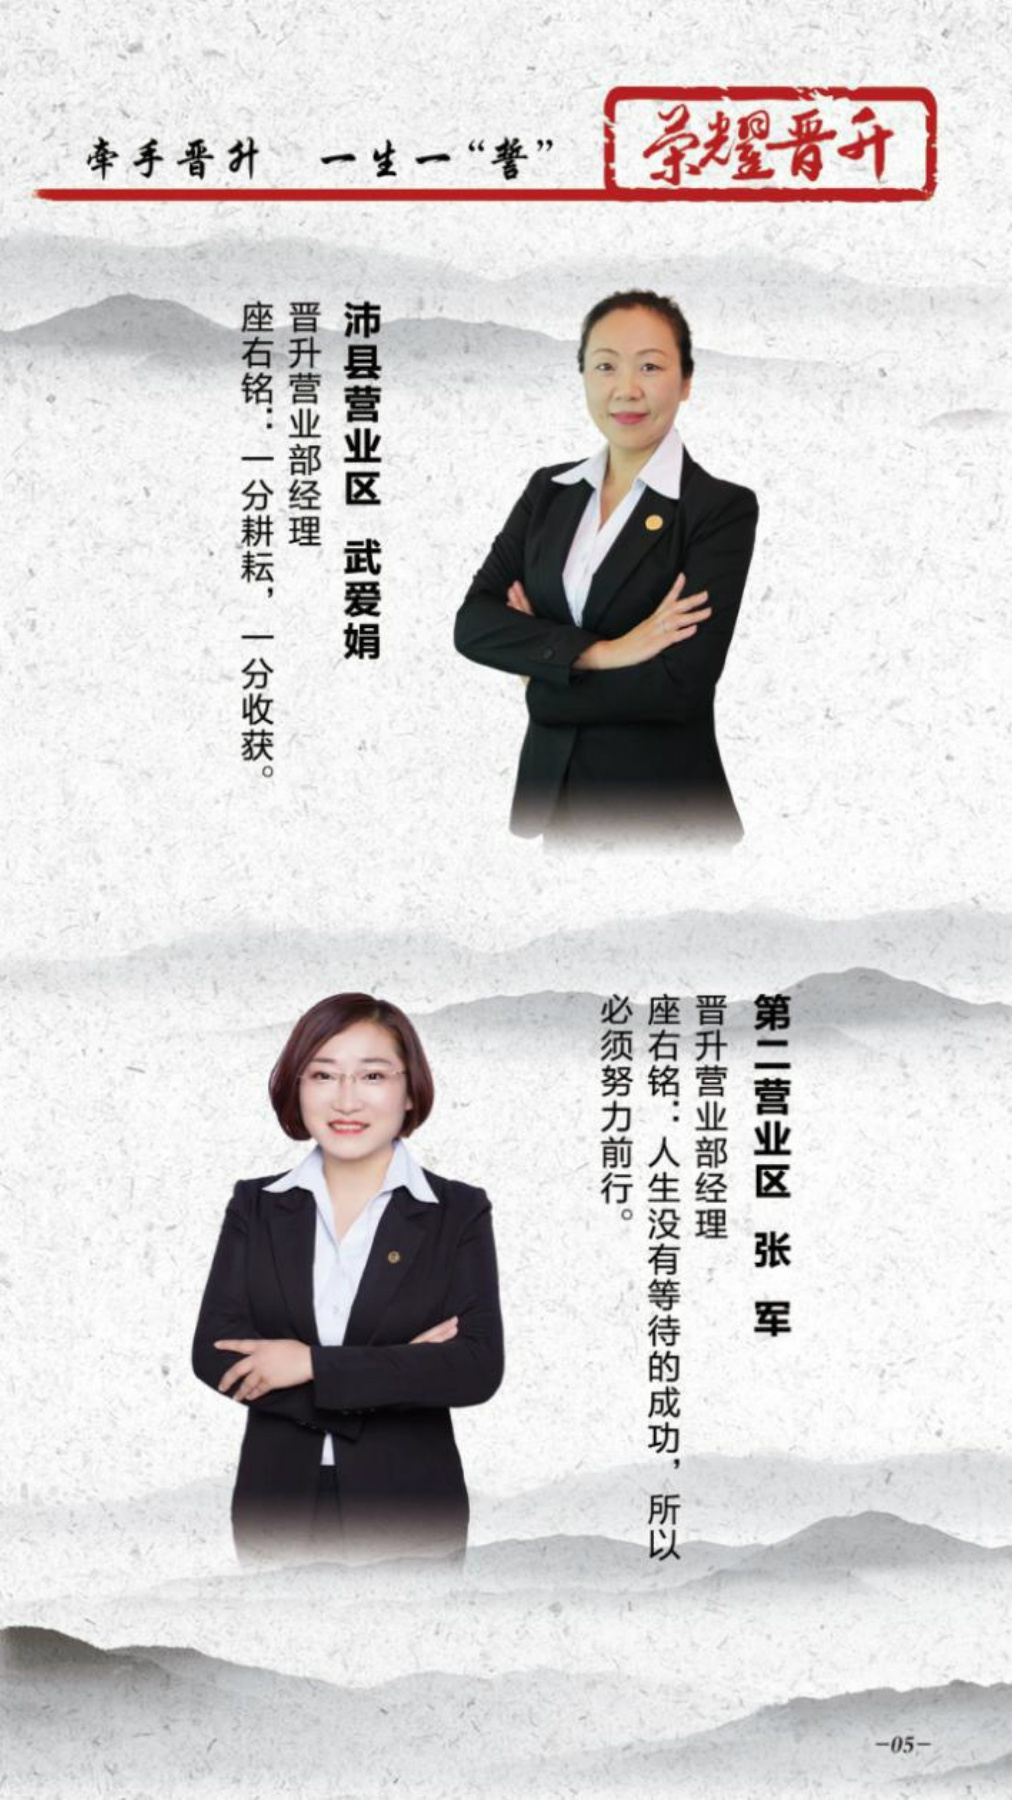 牵手晋升 一生一“誓”
荣耀晋升
沛县营业区 武爱娟
晋升营业部经理
座右铭：一分耕耘，一分收获。
第二营业区 张 军
晋升营业部经理
座右铭：人生没有等待的成功，所以
必须努力前行。
-05-